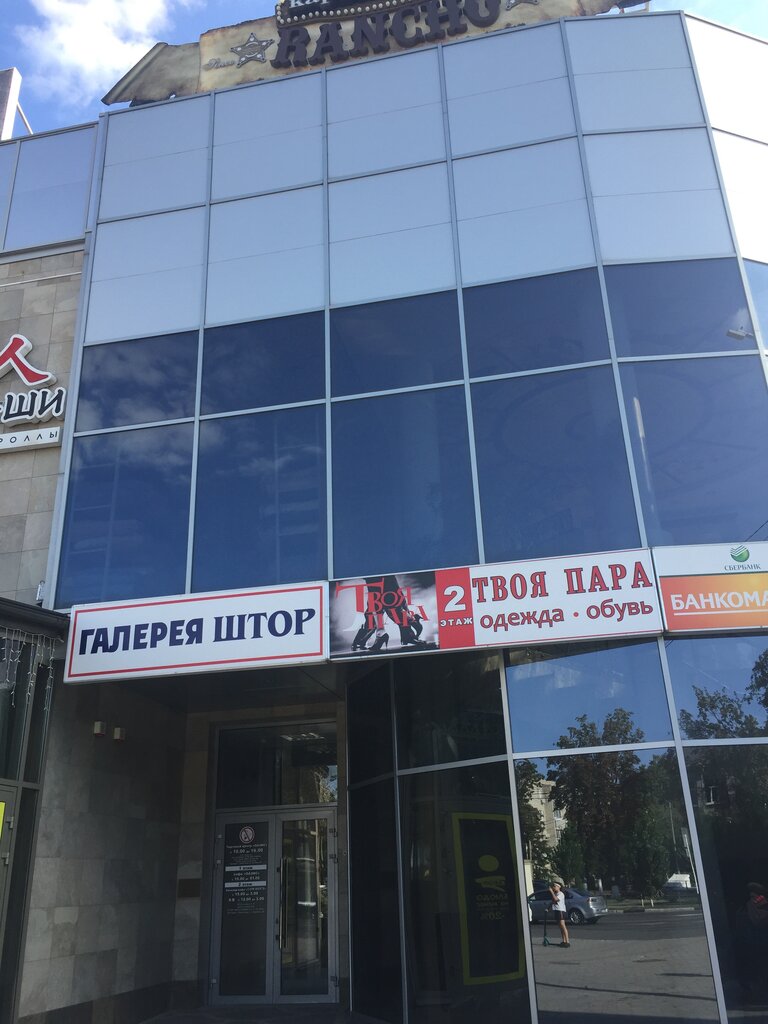 RANCHO
ШИ
РОЛЛЫ
ГАЛЕРЕЯ ШТОР
ТВОЯ ПАРА
2 ЭТАЖ
ТВОЯ ПАРА
одежда · обувь
СБЕРБАНК
БАНКОМА